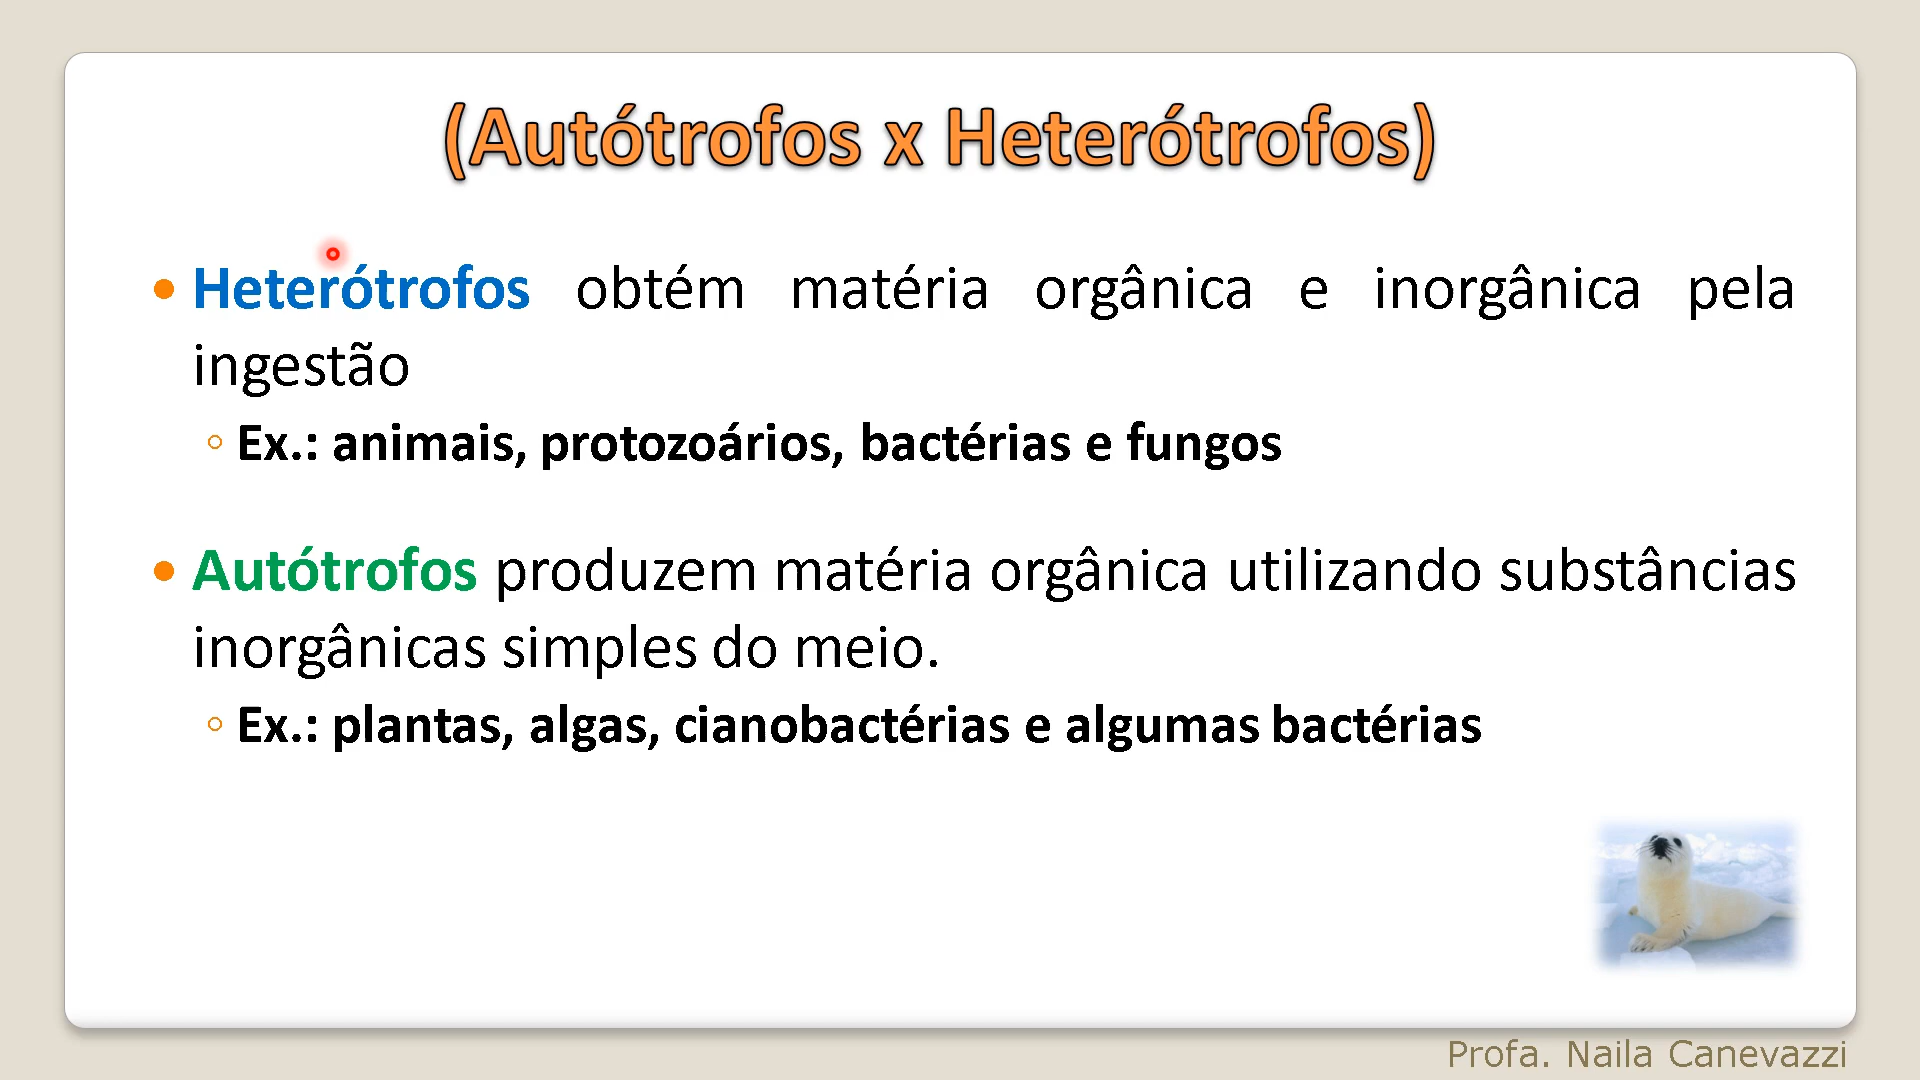 (Autótrofos x Heterótrofos)
Heterótrofos obtém matéria orgânica e inorgânica pela
ingestão
Ex.: animais, protozoários, bactérias e fungos
Autótrofos produzem matéria orgânica utilizando substâncias
inorgânicas simples do meio.
Ex.: plantas, algas, cianobactérias e algumas bactérias
Profa. Naila Canevazzi